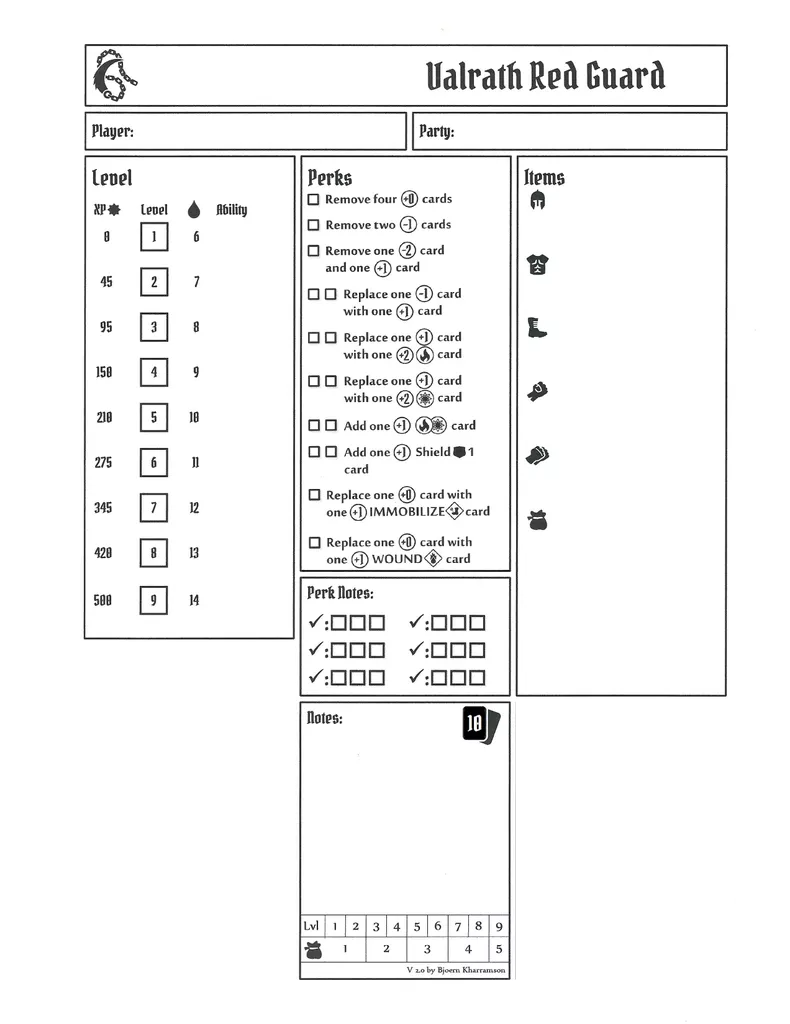 Valrath Red Guard
Player:
Party:
Level
XP Level Ability
0 1 6
45 2 7
95 3 8
150 4 9
210 5 10
275 6 11
345 7 12
420 8 13
500 9 14
Perks
Remove four +0 cards
Remove two -1 cards
Remove one -2 card
and one +1 card
Replace one -1 card
with one +1 card
Replace one +1 card
with one +2 card
Replace one +1 card
with one +2 card
Add one +1 card
Add one +1 Shield 1
card
Replace one +0 card with
one +1 IMMOBILIZE card
Replace one +0 card with
one +1 WOUND card
Perk Notes:
✓: ✓:
✓: ✓:
✓: ✓:
Items
Notes:
10
Lvl 1 2 3 4 5 6 7 8 9
1 2 3 4 5
V 2.0 by Bjoern Kharramson